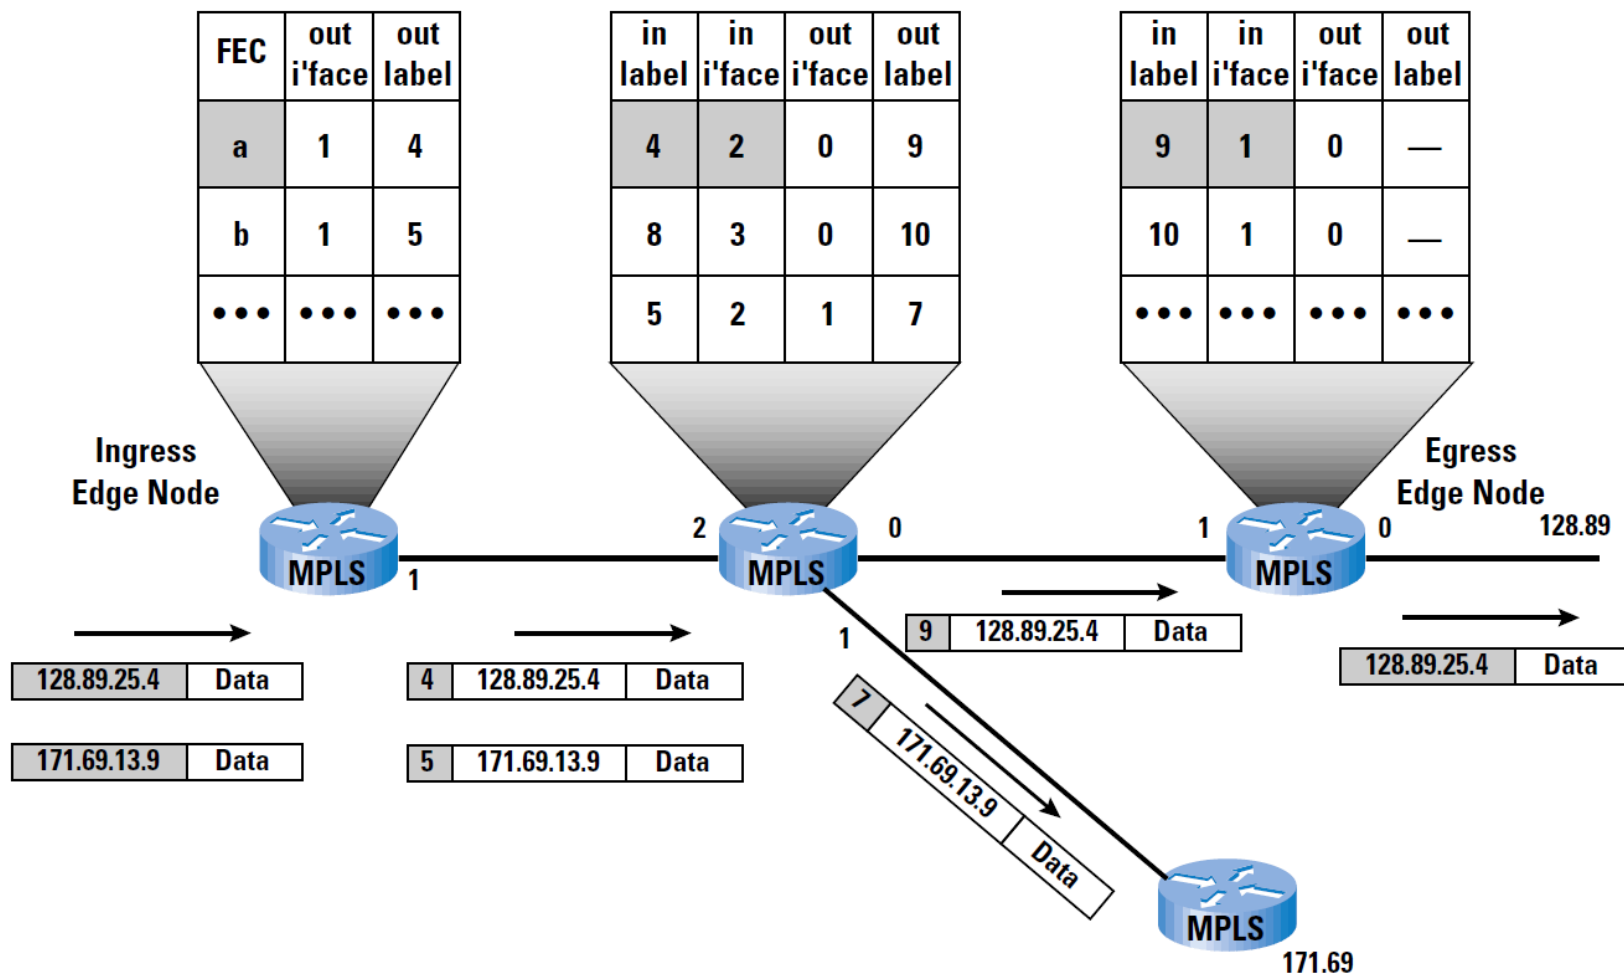 FEC out i'face out label
a 1 4
b 1 5
••• ••• •••
in label in i'face out i'face out label
4 2 0 9
8 3 0 10
5 2 1 7
in label in i'face out i'face out label
9 1 0 —
10 1 0 —
••• ••• ••• •••
Ingress
Edge Node
Egress
Edge Node
MPLS
1
2
MPLS
0
1
1
MPLS
0
128.89
128.89.25.4 Data
171.69.13.9 Data
4 128.89.25.4 Data
5 171.69.13.9 Data
9 128.89.25.4 Data
7 171.69.13.9 Data
128.89.25.4 Data
MPLS
171.69